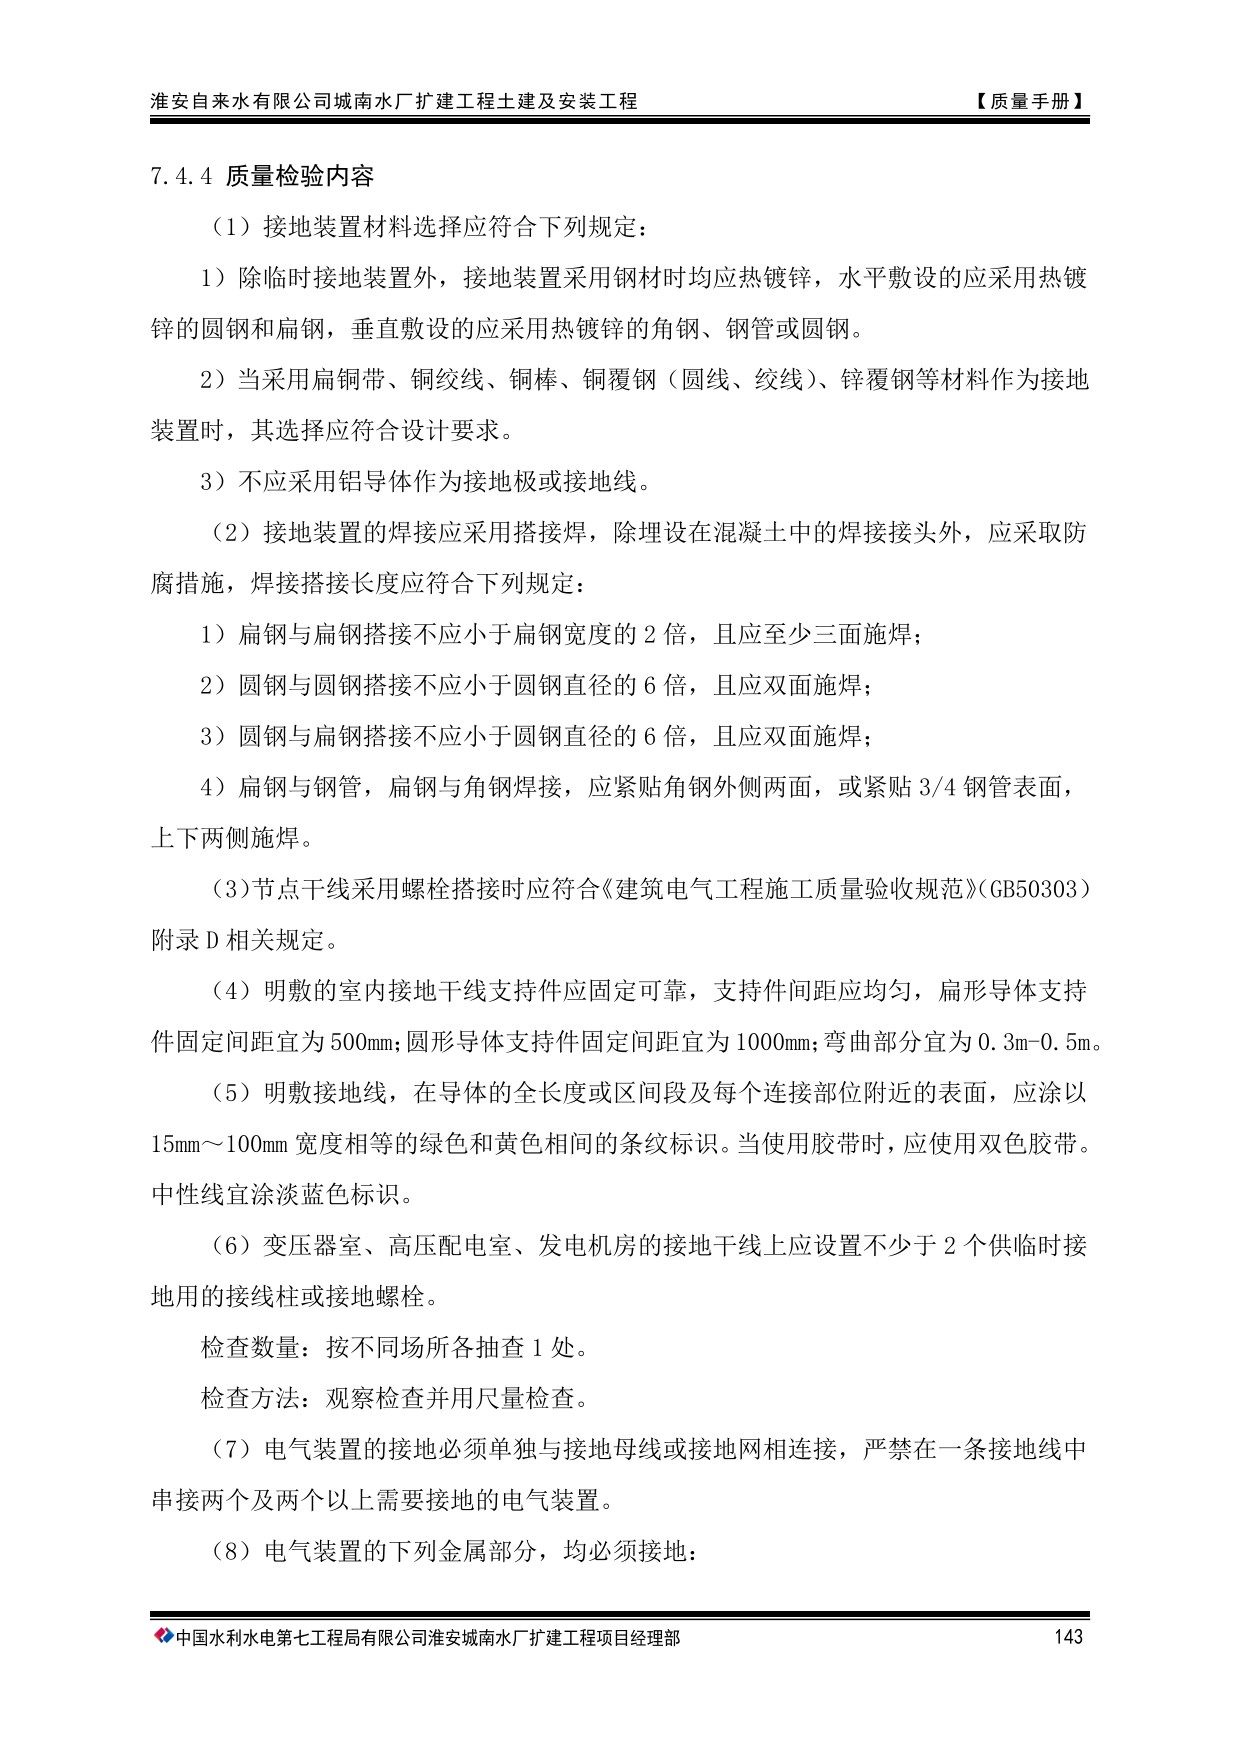 淮安自来水有限公司城南水厂扩建工程土建及安装工程 【质量手册】
7.4.4 质量检验内容
（1）接地装置材料选择应符合下列规定：
1）除临时接地装置外，接地装置采用钢材时均应热镀锌，水平敷设的应采用热镀
锌的圆钢和扁钢，垂直敷设的应采用热镀锌的角钢、钢管或圆钢。
2）当采用扁铜带、铜绞线、铜棒、铜覆钢（圆线、绞线）、锌覆钢等材料作为接地
装置时，其选择应符合设计要求。
3）不应采用铝导体作为接地极或接地线。
（2）接地装置的焊接应采用搭接焊，除埋设在混凝土中的焊接接头外，应采取防
腐措施，焊接搭接长度应符合下列规定：
1）扁钢与扁钢搭接不应小于扁钢宽度的 2 倍，且应至少三面施焊；
2）圆钢与圆钢搭接不应小于圆钢直径的 6 倍，且应双面施焊；
3）圆钢与扁钢搭接不应小于圆钢直径的 6 倍，且应双面施焊；
4）扁钢与钢管，扁钢与角钢焊接，应紧贴角钢外侧两面，或紧贴 3/4 钢管表面，
上下两侧施焊。
（3）节点干线采用螺栓搭接时应符合《建筑电气工程施工质量验收规范》（GB50303）
附录 D 相关规定。
（4）明敷的室内接地干线支持件应固定可靠，支持件间距应均匀，扁形导体支持
件固定间距宜为 500mm；圆形导体支持件固定间距宜为 1000mm；弯曲部分宜为 0.3m-0.5m。
（5）明敷接地线，在导体的全长度或区间段及每个连接部位附近的表面，应涂以
15mm～100mm 宽度相等的绿色和黄色相间的条纹标识。当使用胶带时，应使用双色胶带。
中性线宜涂淡蓝色标识。
（6）变压器室、高压配电室、发电机房的接地干线上应设置不少于 2 个供临时接
地用的接线柱或接地螺栓。
检查数量：按不同场所各抽查 1 处。
检查方法：观察检查并用尺量检查。
（7）电气装置的接地必须单独与接地母线或接地网相连接，严禁在一条接地线中
串接两个及两个以上需要接地的电气装置。
（8）电气装置的下列金属部分，均必须接地：
中国水利水电第七工程局有限公司淮安城南水厂扩建工程项目经理部 143